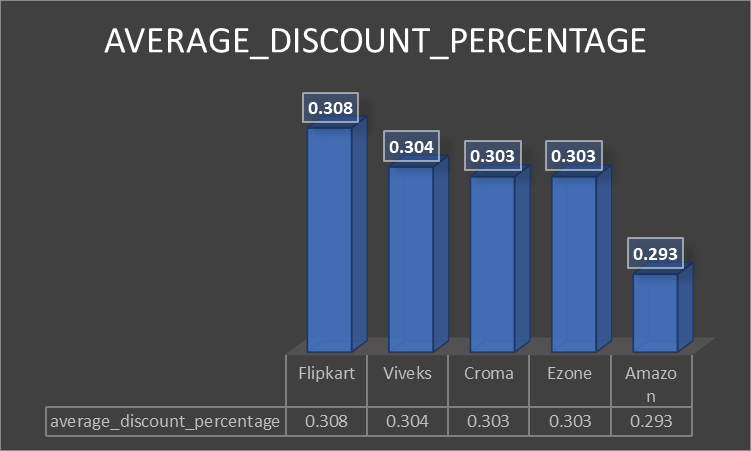 AVERAGE_DISCOUNT_PERCENTAGE
0.308
0.304
0.303
0.303
0.293
Flipkart Viveks Croma Ezone Amazo
n
average_discount_percentage 0.308 0.304 0.303 0.303 0.293